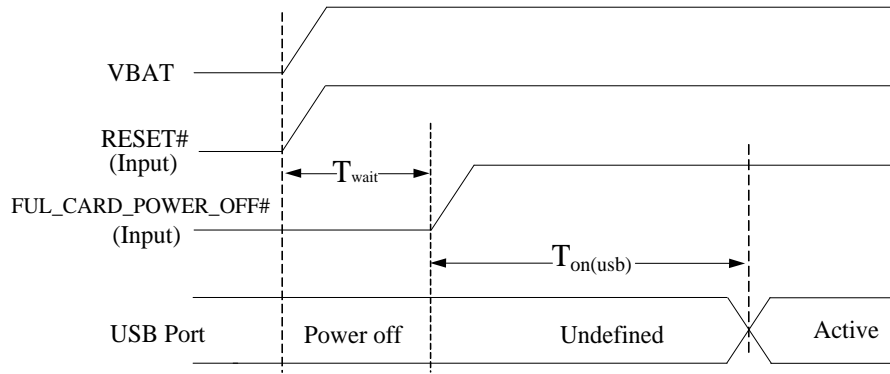 VBAT
RESET#
(Input)
Twait
FUL_CARD_POWER_OFF#
(Input)
Ton(usb)
USB Port
Power off
Undefined
Active